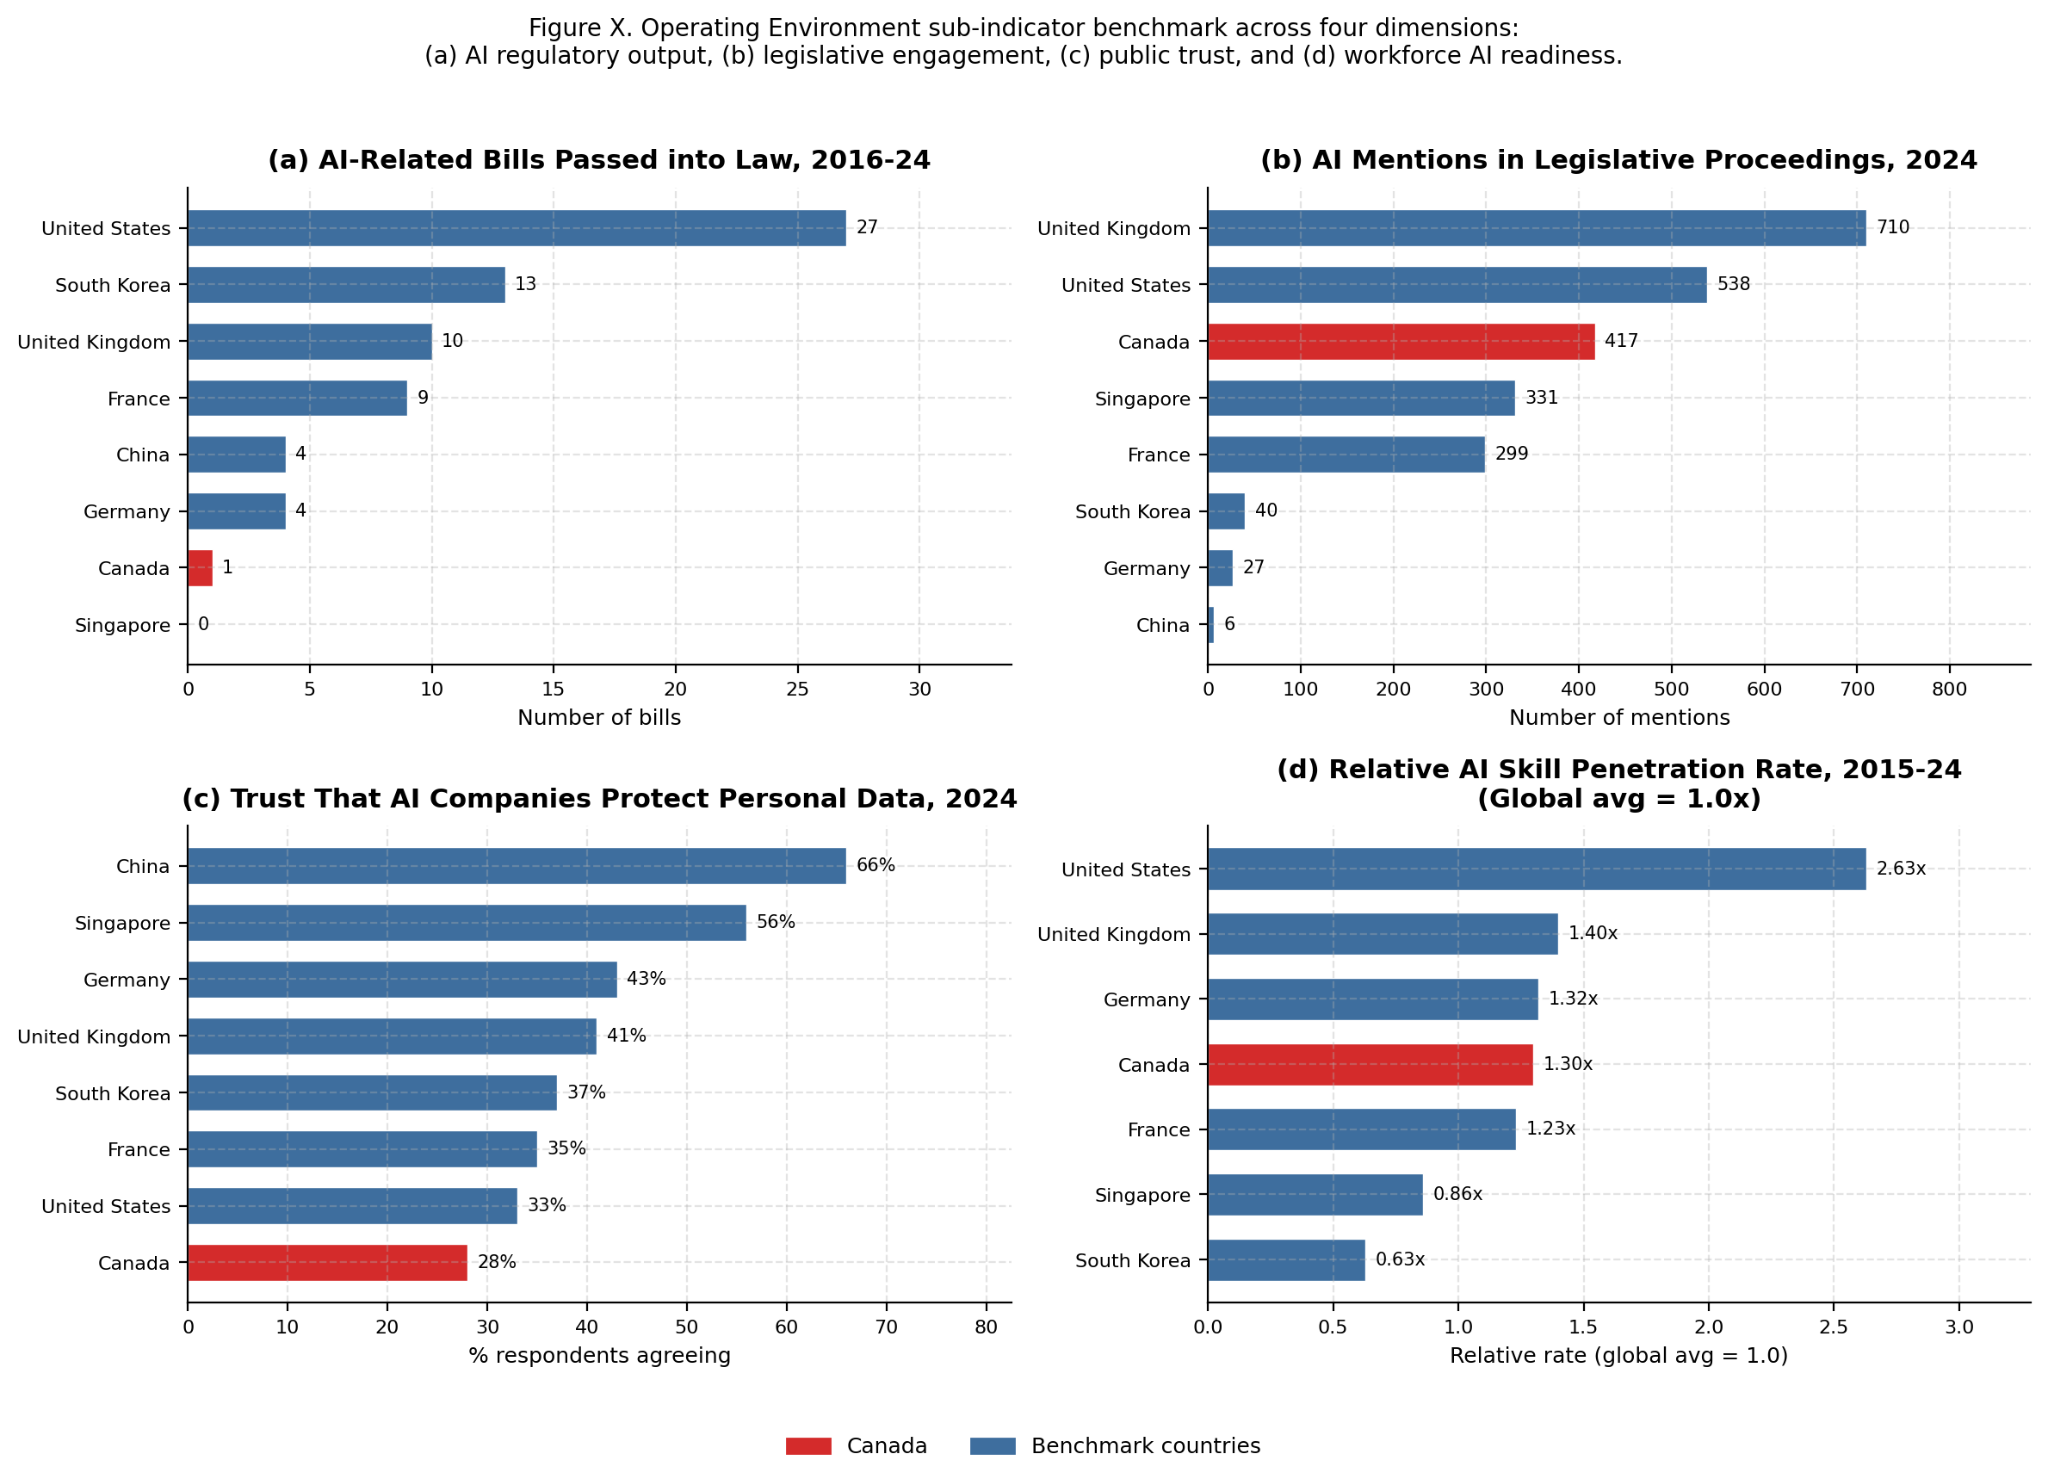 Figure X. Operating Environment sub-indicator benchmark across four dimensions:
(a) AI regulatory output, (b) legislative engagement, (c) public trust, and (d) workforce AI readiness.
(a) AI-Related Bills Passed into Law, 2016-24
United States 27
South Korea 13
United Kingdom 10
France 9
China 4
Germany 4
Canada 1
Singapore 0
0 5 10 15 20 25 30
Number of bills
(b) AI Mentions in Legislative Proceedings, 2024
United Kingdom 710
United States 538
Canada 417
Singapore 331
France 299
South Korea 40
Germany 27
China 6
0 100 200 300 400 500 600 700 800
Number of mentions
(c) Trust That AI Companies Protect Personal Data, 2024
China 66%
Singapore 56%
Germany 43%
United Kingdom 41%
South Korea 37%
France 35%
United States 33%
Canada 28%
0 10 20 30 40 50 60 70 80
% respondents agreeing
(d) Relative AI Skill Penetration Rate, 2015-24
(Global avg = 1.0x)
United States 2.63x
United Kingdom 1.40x
Germany 1.32x
Canada 1.30x
France 1.23x
Singapore 0.86x
South Korea 0.63x
0.0 0.5 1.0 1.5 2.0 2.5 3.0
Relative rate (global avg = 1.0)
Canada Benchmark countries